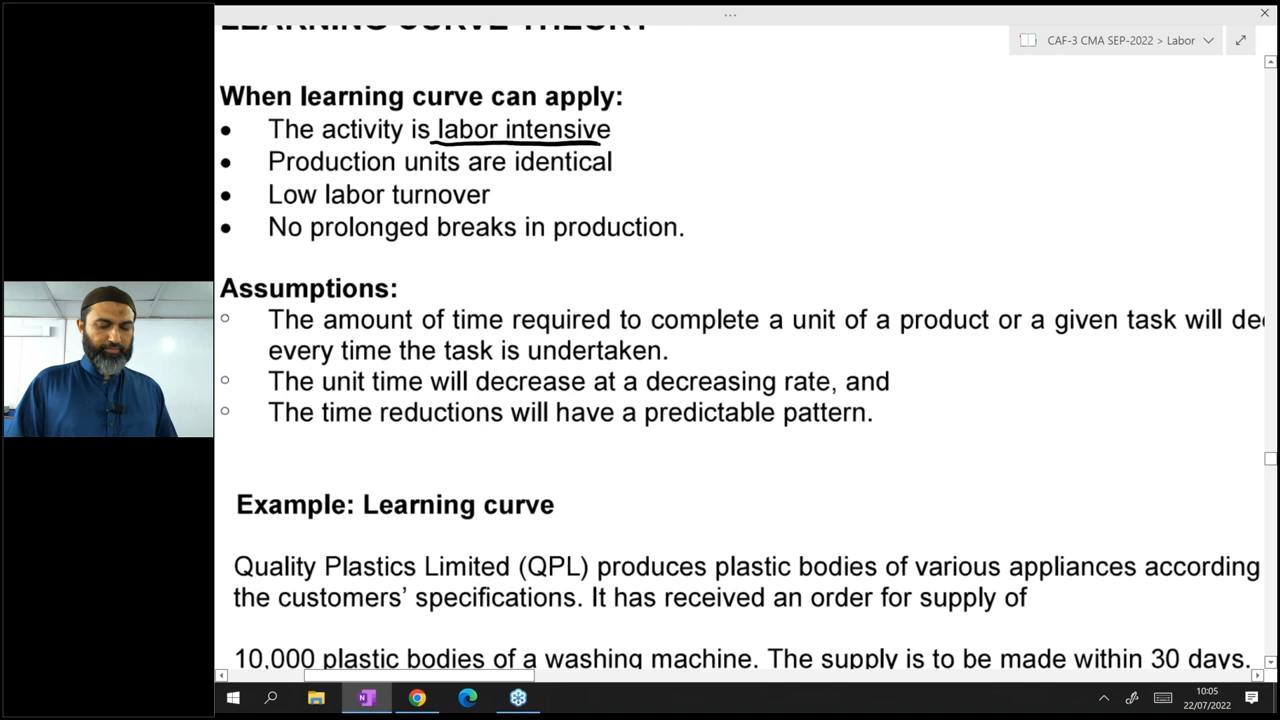 LEARNING CURVE THEORY
CAF-3 CMA SEP-2022 > Labor
When learning curve can apply:
• The activity is labor intensive
• Production units are identical
• Low labor turnover
• No prolonged breaks in production.
Assumptions:
○ The amount of time required to complete a unit of a product or a given task will de
every time the task is undertaken.
○ The unit time will decrease at a decreasing rate, and
○ The time reductions will have a predictable pattern.
Example: Learning curve
Quality Plastics Limited (QPL) produces plastic bodies of various appliances according
the customers’ specifications. It has received an order for supply of
10,000 plastic bodies of a washing machine. The supply is to be made within 30 days.
10:05
22/07/2022